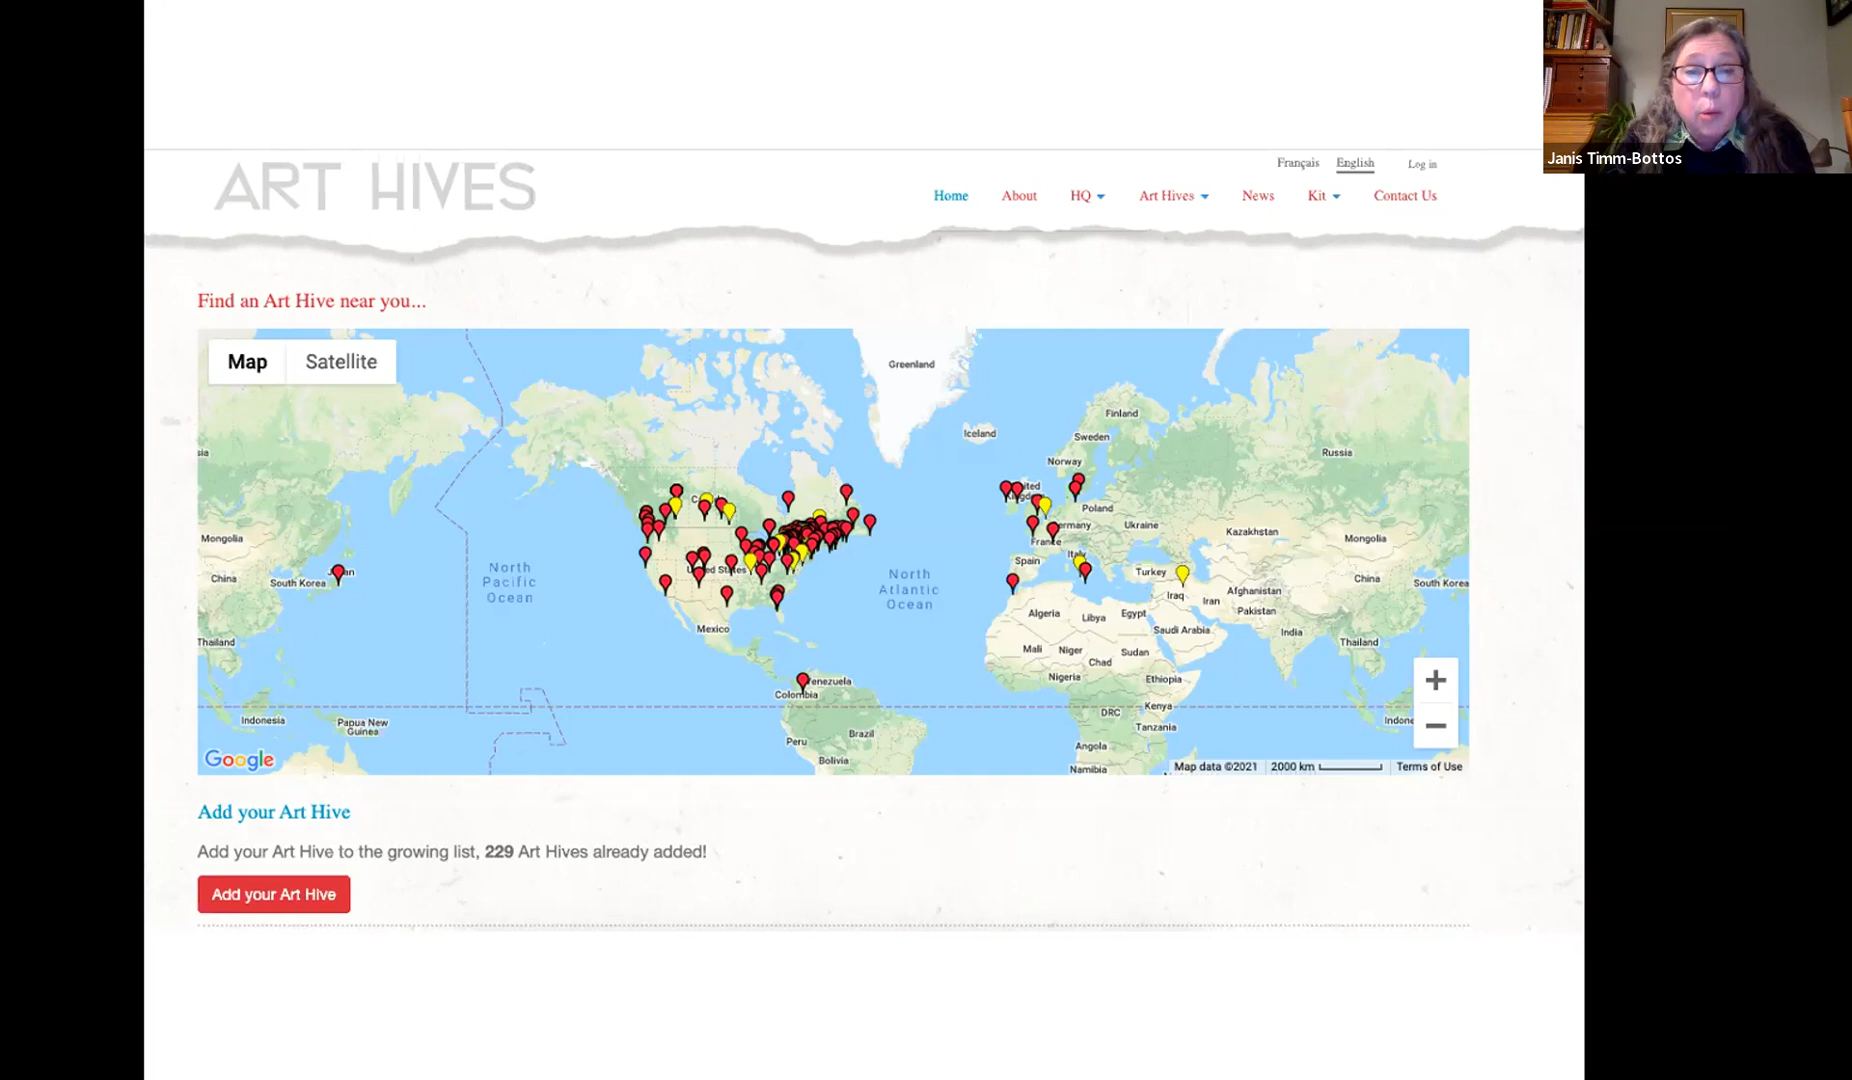 Janis Timm-Bottos
Français English Log in
ART HIVES
Home About HQ Art Hives News Kit Contact Us
Find an Art Hive near you...
Map Satellite
Greenland
Finland
Iceland
Sweden
Russia
Norway
Poland
Ukraine
Kazakhstan
Mongolia
Mongolia
France
Spain
Turkey
China
South Korea
North
Pacific
Ocean
United States
North
Atlantic
Ocean
China
South Korea
Iraq
Iran
Afghanistan
Pakistan
Algeria
Libya
Egypt
Saudi Arabia
Mexico
India
Thailand
Thailand
Mali
Niger
Chad
Sudan
Nigeria
Ethiopia
Colombia
Indonesia
Papua New
Guinea
DRC
Kenya
Tanzania
Brazil
Peru
Bolivia
Angola
Namibia
Google
Map data ©2021 2000 km Terms of Use
Add your Art Hive
Add your Art Hive to the growing list, 229 Art Hives already added!
Add your Art Hive